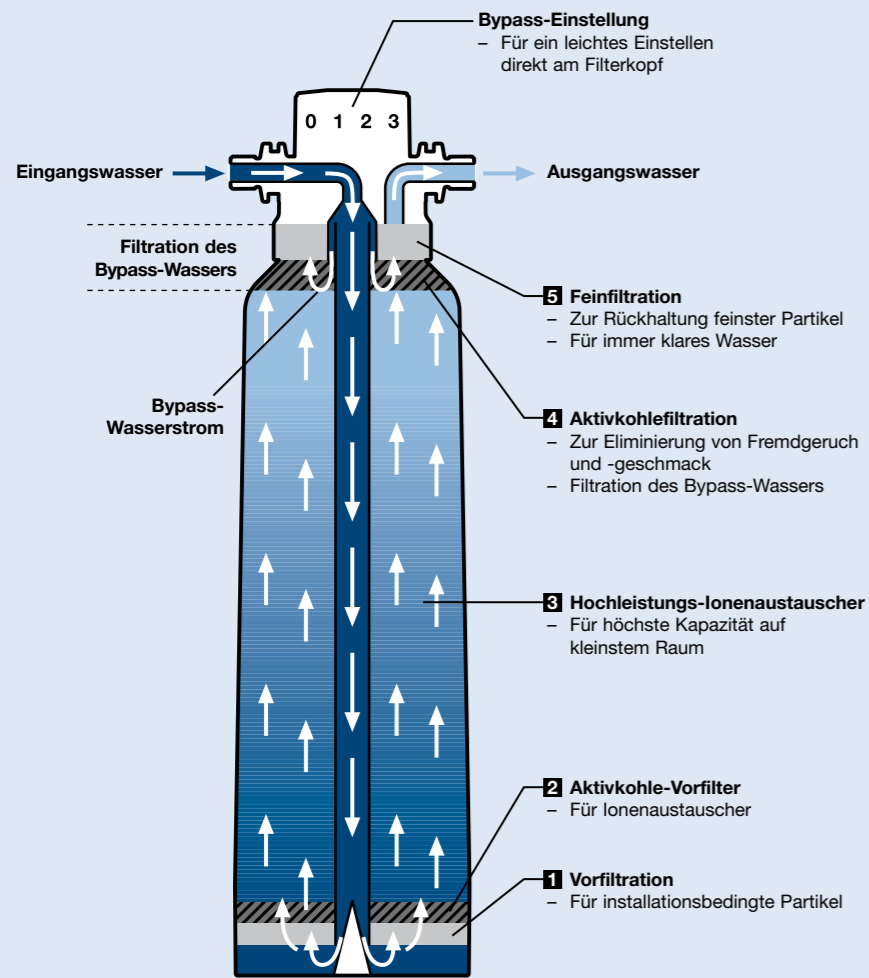 Bypass-Einstellung
– Für ein leichtes Einstellen
direkt am Filterkopf
0 1 2 3
Eingangswasser
Ausgangswasser
Filtration des
Bypass-Wassers
5 Feinfiltration
– Zur Rückhaltung feinster Partikel
– Für immer klares Wasser
Bypass-
Wasserstrom
4 Aktivkohlefiltration
– Zur Eliminierung von Fremdgeruch
und -geschmack
– Filtration des Bypass-Wassers
3 Hochleistungs-Ionenaustauscher
– Für höchste Kapazität auf
kleinstem Raum
2 Aktivkohle-Vorfilter
– Für Ionenaustauscher
1 Vorfiltration
– Für installationsbedingte Partikel